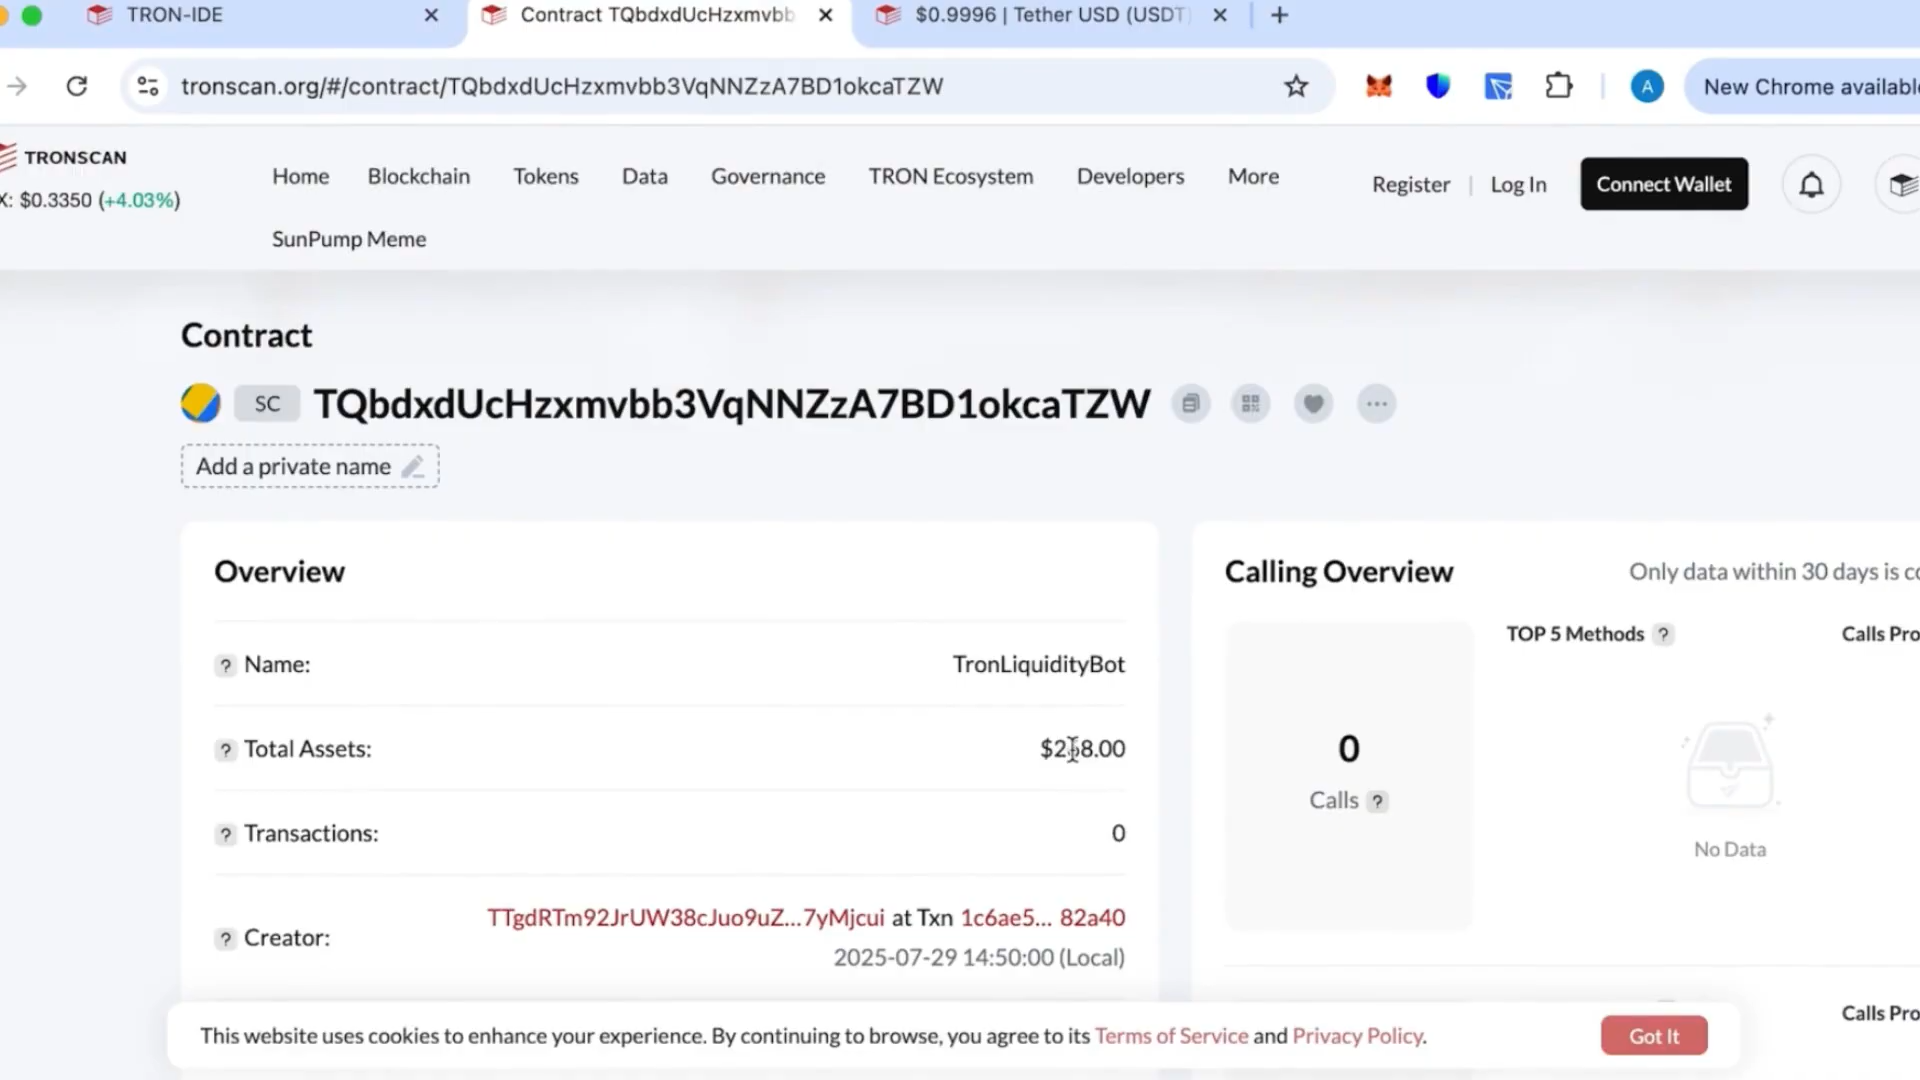 TRON-IDE
Contract TQbdxdUcHzxmvbb
$0.9996 | Tether USD (USDT)
tronscan.org/#/contract/TQbdxdUcHzxmvbb3VqNNZzA7BD1okcaTZW
A
New Chrome available
TRONSCAN
X: $0.3350 (+4.03%)
Home
Blockchain
Tokens
Data
Governance
TRON Ecosystem
Developers
More
SunPump Meme
Register
Log In
Connect Wallet
Contract
SC
TQbdxdUcHzxmvbb3VqNNZzA7BD1okcaTZW
Add a private name
Overview
? Name:
TronLiquidityBot
? Total Assets:
? Transactions:
0
? Creator:
TTgdRTm92JrUW38cJuo9uZ...7yMjcui at Txn 1c6ae5... 82a40
2025-07-29 14:50:00 (Local)
Calling Overview
Only data within 30 days is co
TOP 5 Methods ?
Calls Pro
0
Calls ?
No Data
Calls Pro
This website uses cookies to enhance your experience. By continuing to browse, you agree to its Terms of Service and Privacy Policy.
Got It